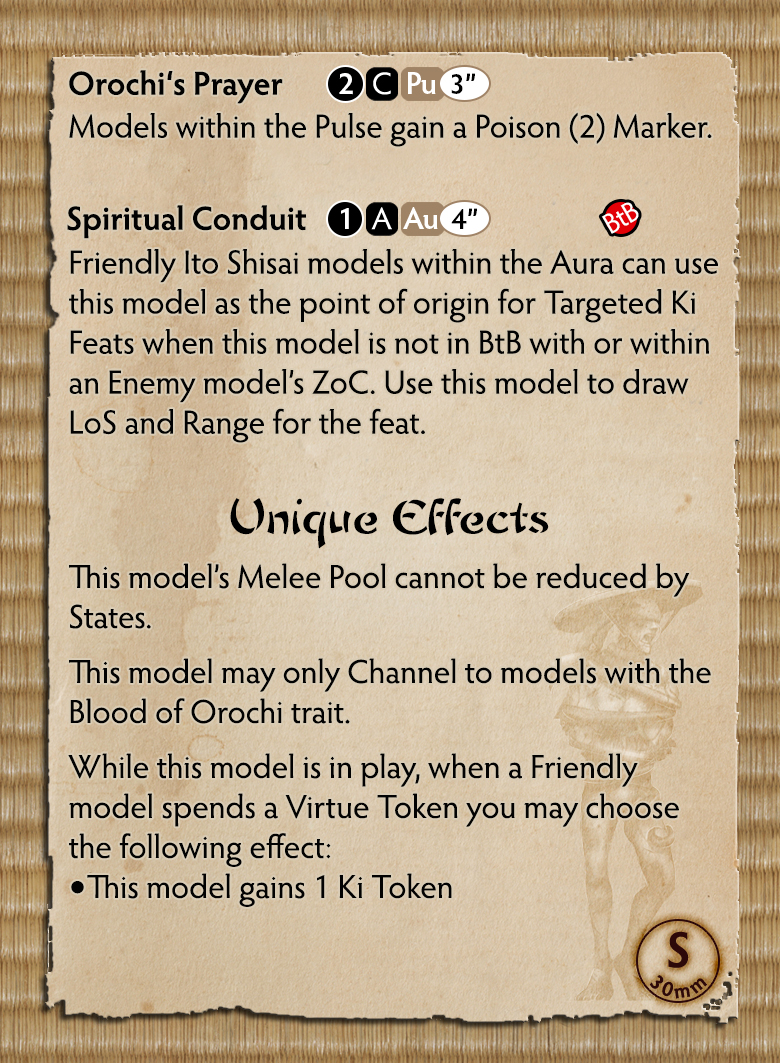 Orochi's Prayer 2 C Pu 3"
Models within the Pulse gain a Poison (2) Marker.
Spiritual Conduit 1 A Au 4" BtB
Friendly Ito Shisai models within the Aura can use
this model as the point of origin for Targeted Ki
Feats when this model is not in BtB with or within
an Enemy model's ZoC. Use this model to draw
LoS and Range for the feat.
Unique Effects
This model's Melee Pool cannot be reduced by
States.
This model may only Channel to models with the
Blood of Orochi trait.
While this model is in play, when a Friendly
model spends a Virtue Token you may choose
the following effect:
•This model gains 1 Ki Token
S
30mm